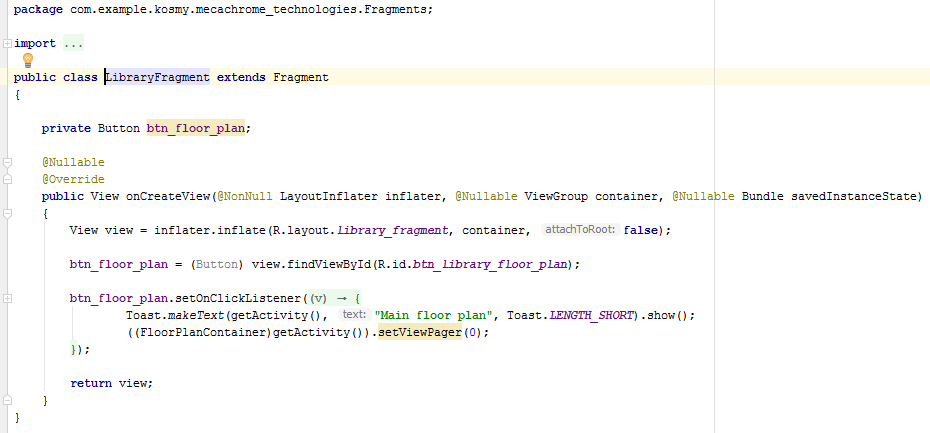 package com.example.kosmy.mecachrome_technologies.Fragments;
import ...
public class LibraryFragment extends Fragment
{
private Button btn_floor_plan;
@Nullable
@Override
public View onCreateView(@NonNull LayoutInflater inflater, @Nullable ViewGroup container, @Nullable Bundle savedInstanceState)
{
View view = inflater.inflate(R.layout.library_fragment, container, attachToRoot: false);
btn_floor_plan = (Button) view.findViewById(R.id.btn_library_floor_plan);
btn_floor_plan.setOnClickListener((v) → {
Toast.makeText(getActivity(), text: "Main floor plan", Toast.LENGTH_SHORT).show();
((FloorPlanContainer)getActivity()).setViewPager(0);
});
return view;
}
}